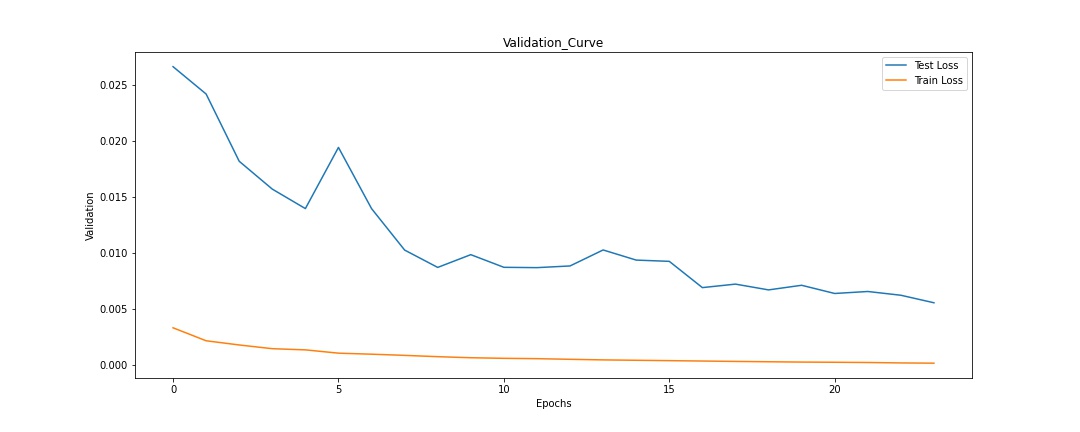 Validation_Curve
Test Loss
Train Loss
Validation
0.025
0.020
0.015
0.010
0.005
0.000
0 5 10 15 20
Epochs